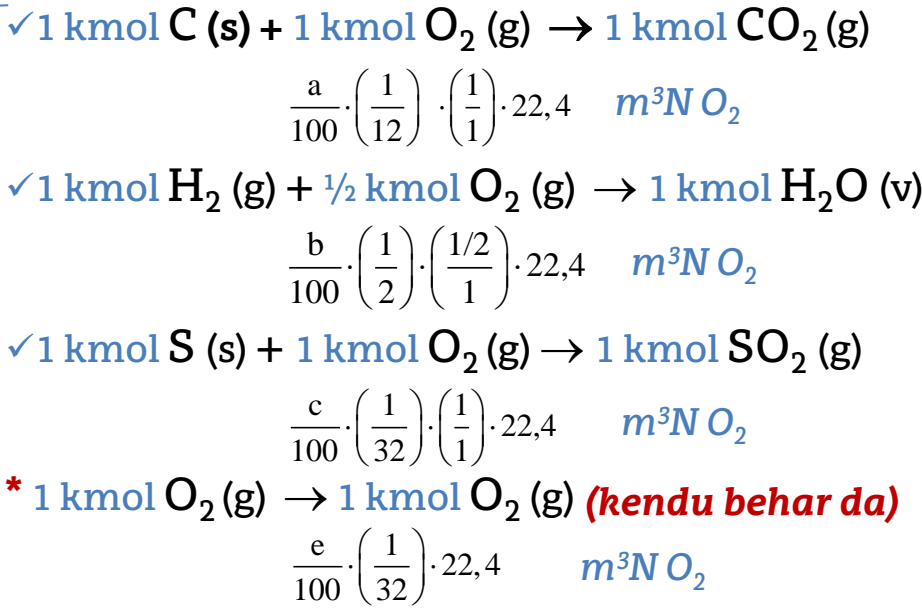 ✓1 kmol C (s) + 1 kmol O₂ (g) → 1 kmol CO₂ (g)
a/100 · (1/12) · (1/1) · 22,4 m³N O₂
✓1 kmol H₂ (g) + ½ kmol O₂ (g) → 1 kmol H₂O (v)
b/100 · (1/2) · ((1/2)/1) · 22,4 m³N O₂
✓1 kmol S (s) + 1 kmol O₂ (g) → 1 kmol SO₂ (g)
c/100 · (1/32) · (1/1) · 22,4 m³N O₂
* 1 kmol O₂ (g) → 1 kmol O₂ (g) (kendu behar da)
e/100 · (1/32) · 22,4 m³N O₂